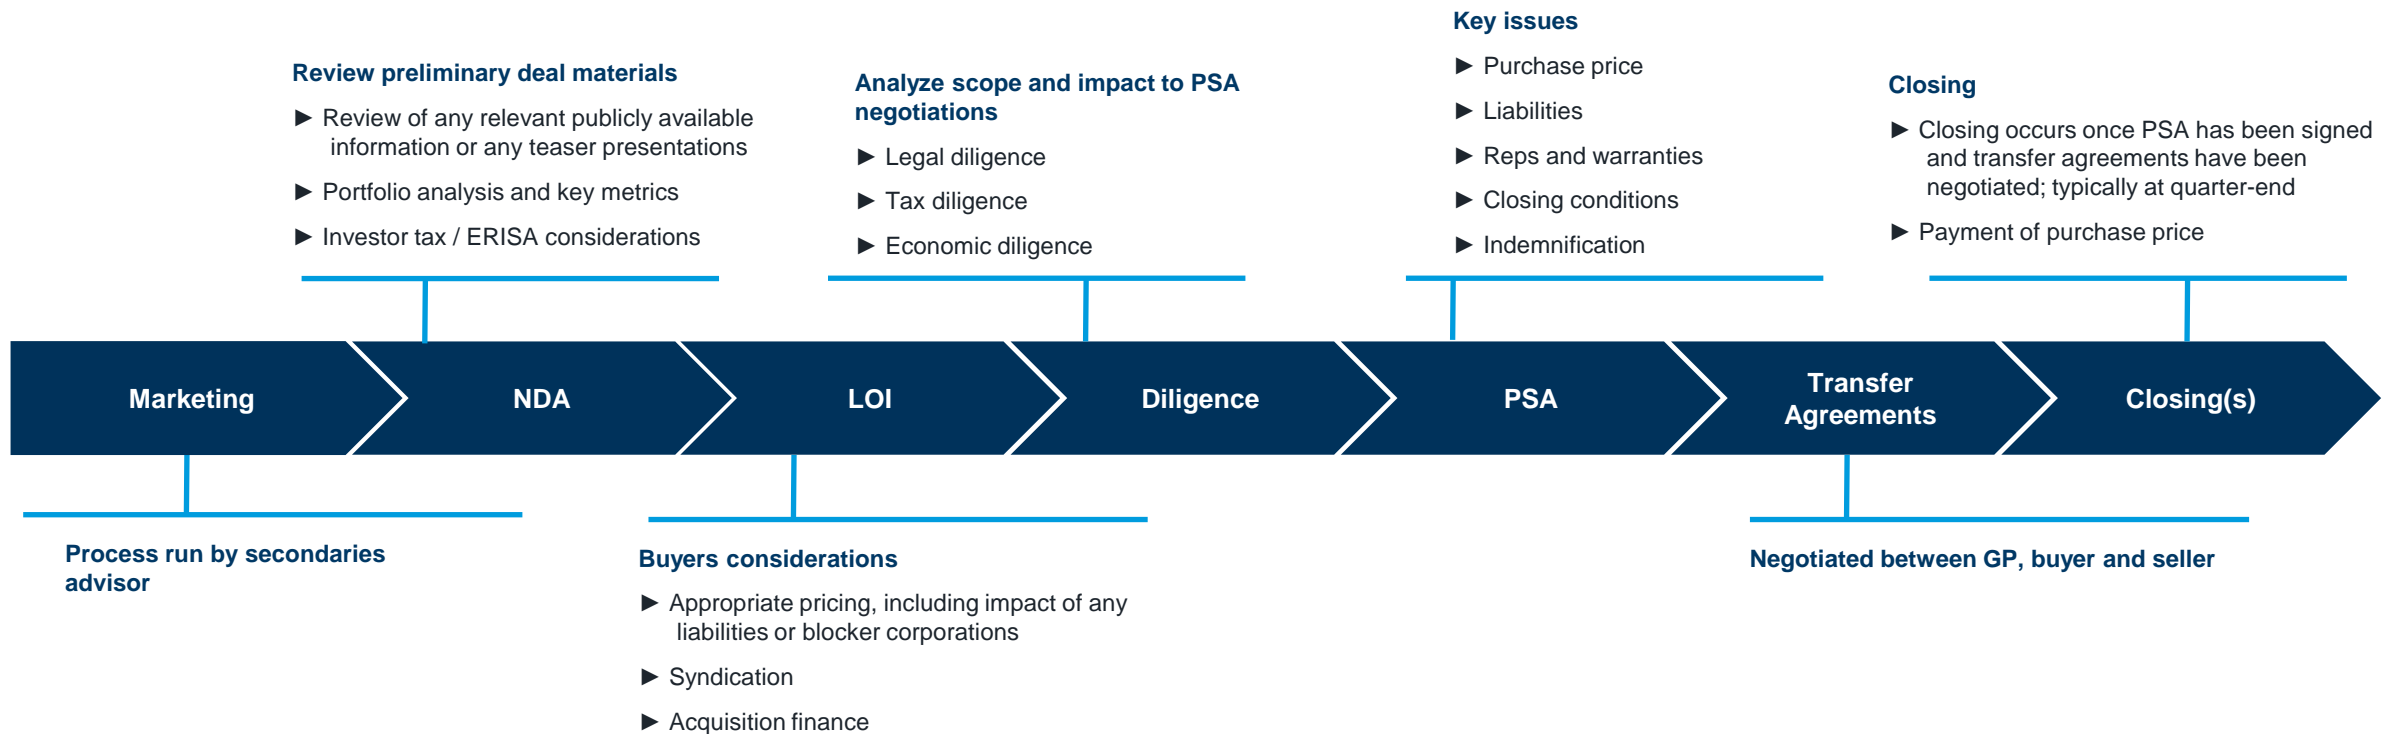 Review preliminary deal materials
► Review of any relevant publicly available
information or any teaser presentations
► Portfolio analysis and key metrics
► Investor tax / ERISA considerations
Analyze scope and impact to PSA
negotiations
► Legal diligence
► Tax diligence
► Economic diligence
Key issues
► Purchase price
► Liabilities
► Reps and warranties
► Closing conditions
► Indemnification
Closing
► Closing occurs once PSA has been signed
and transfer agreements have been
negotiated; typically at quarter-end
► Payment of purchase price
Marketing
NDA
LOI
Diligence
PSA
Transfer
Agreements
Closing(s)
Process run by secondaries
advisor
Buyers considerations
► Appropriate pricing, including impact of any
liabilities or blocker corporations
► Syndication
► Acquisition finance
Negotiated between GP, buyer and seller